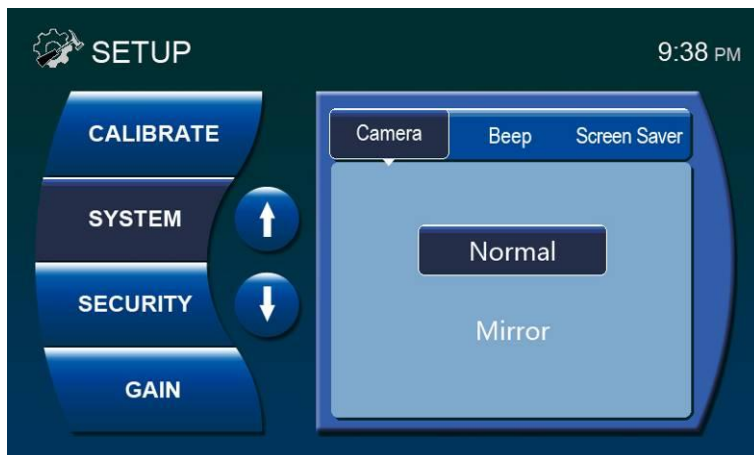 SETUP
9:38 PM
CALIBRATE
SYSTEM
SECURITY
GAIN
Camera Beep Screen Saver
Normal
Mirror